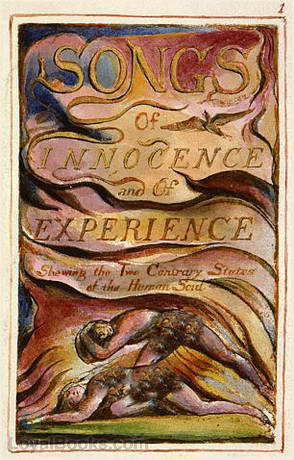 1
SONGS
Of
INNOCENCE
and Of
EXPERIENCE
Shewing the Two Contrary States
of the Human Soul
LoyalBooks.com